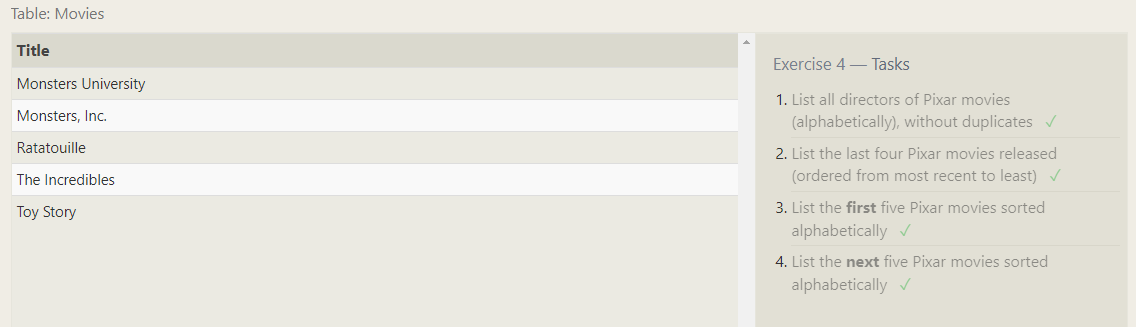 Table: Movies
Title
Monsters University
Monsters, Inc.
Ratatouille
The Incredibles
Toy Story
Exercise 4 — Tasks
1. List all directors of Pixar movies
(alphabetically), without duplicates ✓
2. List the last four Pixar movies released
(ordered from most recent to least) ✓
3. List the first five Pixar movies sorted
alphabetically ✓
4. List the next five Pixar movies sorted
alphabetically ✓